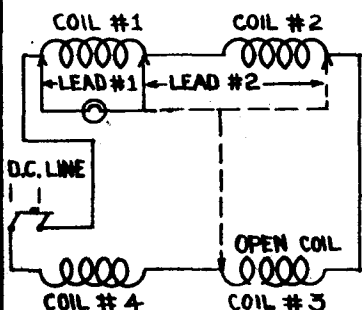 COIL #1 COIL #2
LEAD #1 LEAD #2
D.C. LINE
OPEN COIL
COIL #4 COIL #3